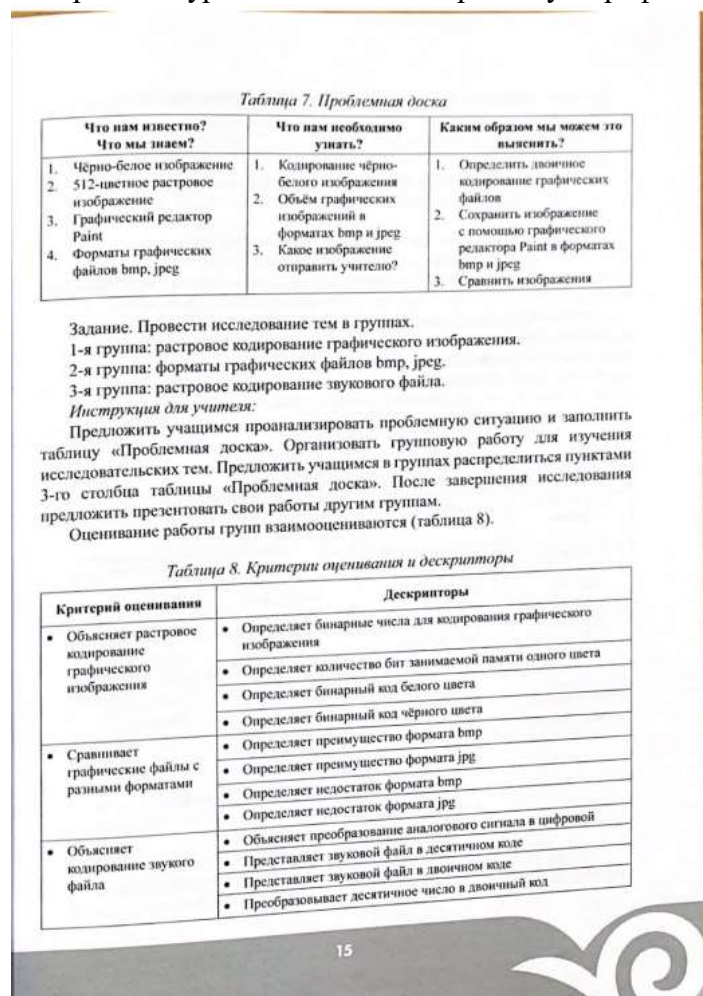 Таблица 7. Проблемная доска
Что нам известно?
Что мы знаем?
Что нам необходимо
узнать?
Каким образом мы можем это
выяснить?
1. Чёрно-белое изображение
2. 512-цветное растровое
изображение
3. Графический редактор
Paint
4. Форматы графических
файлов bmp, jpeg
1. Кодирование чёрно-
белого изображения
2. Объём графических
изображений в
форматах bmp и jpeg
3. Какое изображение
отправить учителю?
1. Определить двоичное
кодирование графических
файлов
2. Сохранить изображение
с помощью графического
редактора Paint в форматах
bmp и jpeg
3. Сравнить изображения
Задание. Провести исследование тем в группах.
1-я группа: растровое кодирование графического изображения.
2-я группа: форматы графических файлов bmp, jpeg.
3-я группа: растровое кодирование звукового файла.
Инструкция для учителя:
Предложить учащимся проанализировать проблемную ситуацию и заполнить
таблицу «Проблемная доска». Организовать групповую работу для изучения
исследовательских тем. Предложить учащимся в группах распределиться пунктами
3-го столбца таблицы «Проблемная доска». После завершения исследования
предложить презентовать свои работы другим группам.
Оценивание работы групп взаимооцениваются (таблица 8).
Таблица 8. Критерии оценивания и дескрипторы
Критерий оценивания
Дескрипторы
• Объясняет растровое
кодирование
графического
изображения
• Определяет бинарные числа для кодирования графического
изображения
• Определяет количество бит занимаемой памяти одного цвета
• Определяет бинарный код белого цвета
• Определяет бинарный код чёрного цвета
• Сравнивает
графические файлы с
разными форматами
• Определяет преимущество формата bmp
• Определяет преимущество формата jpg
• Определяет недостаток формата bmp
• Определяет недостаток формата jpg
• Объясняет
кодирование звукого
файла
• Объясняет преобразование аналогового сигнала в цифровой
• Представляет звуковой файл в десятичном коде
• Представляет звуковой файл в двоичном коде
• Преобразовывает десятичное число в двоичный код
15